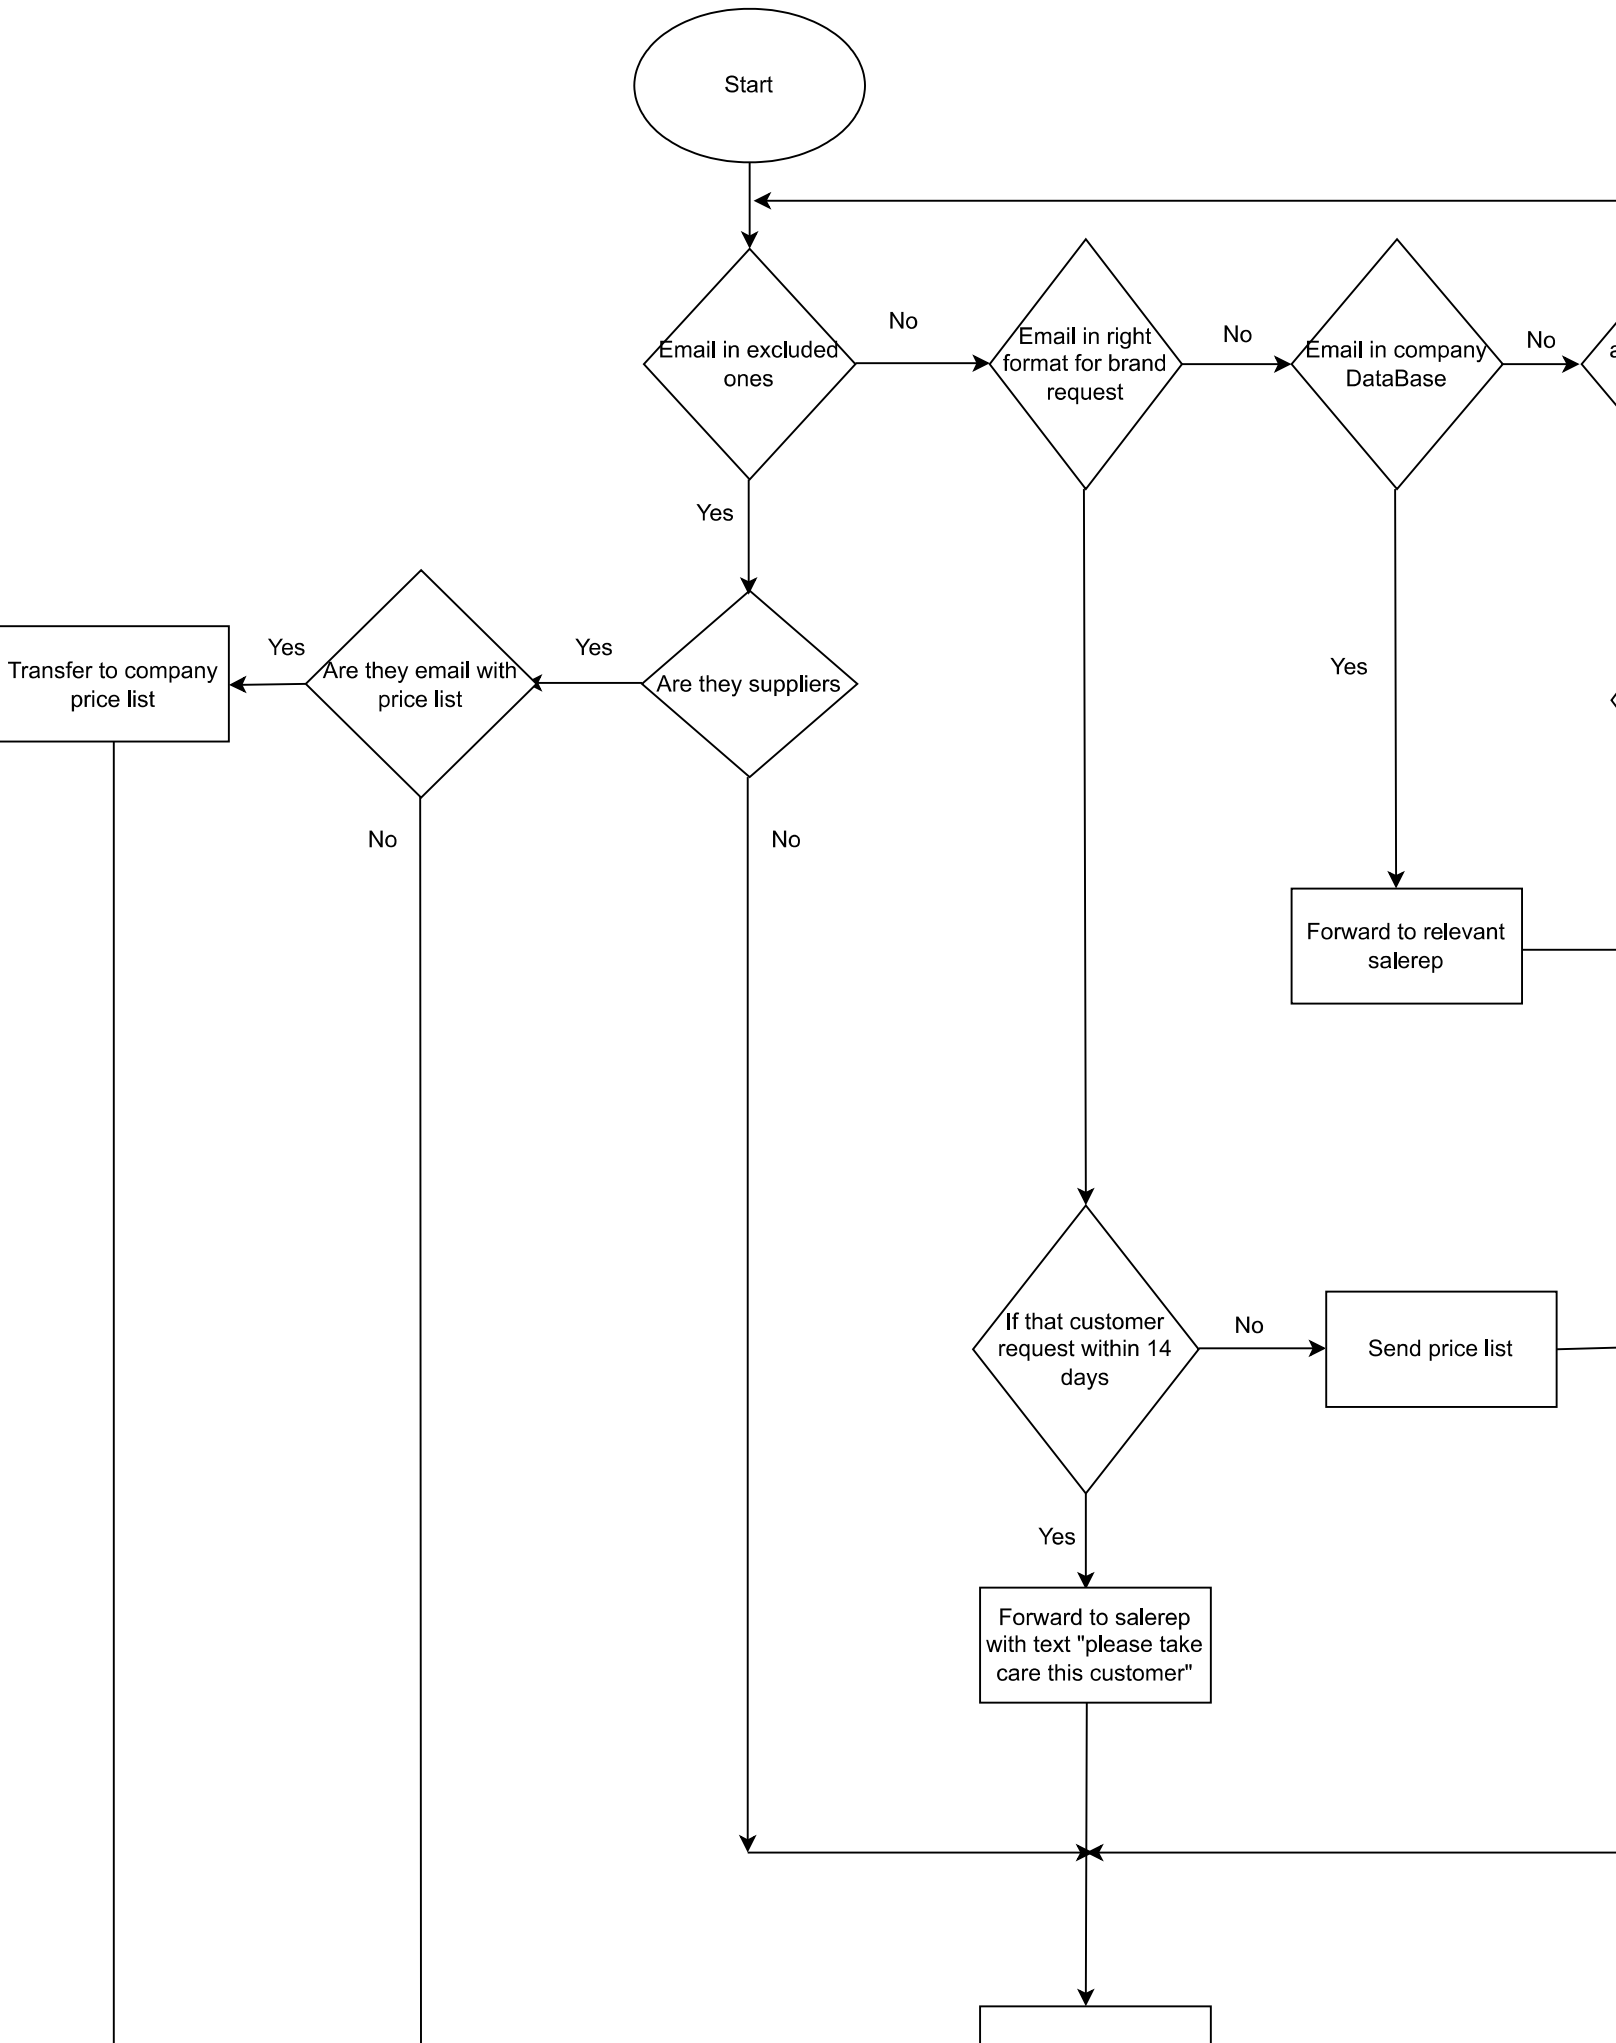 Start
No
Email in excluded
ones
Email in right
format for brand
request
No
Email in company
DataBase
No
Yes
Transfer to company
price list
Yes
Are they email with
price list
Yes
Are they suppliers
Yes
No
No
Forward to relevant
salerep
If that customer
request within 14
days
No
Send price list
Yes
Forward to salerep
with text "please take
care this customer"